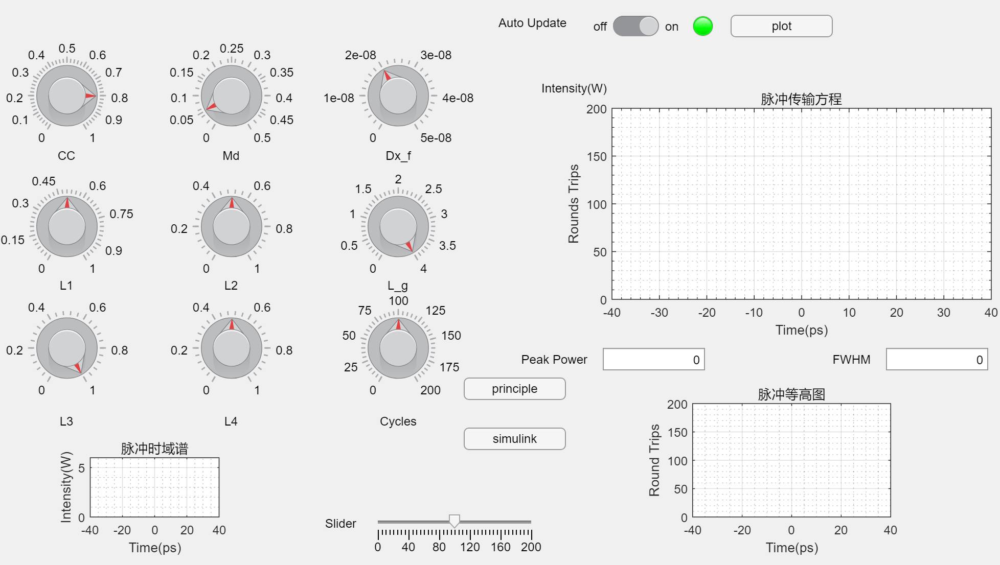 Auto Update
off
on
plot
0 0.1 0.2 0.3 0.4 0.5 0.6 0.7 0.8 0.9 1
CC
0 0.05 0.1 0.15 0.2 0.25 0.3 0.35 0.4 0.45 0.5
Md
0 1e-08 2e-08 3e-08 4e-08 5e-08
Dx_f
0 0.15 0.3 0.45 0.6 0.75 0.9 1
L1
0 0.2 0.4 0.6 0.8 1
L2
0 0.5 1 1.5 2 2.5 3 3.5 4
L_g
0 0.2 0.4 0.6 0.8 1
L3
0 0.2 0.4 0.6 0.8 1
L4
0 25 50 75 100 125 150 175 200
Cycles
principle
simulink
Intensity(W)
脉冲传输方程
Rounds Trips
200
150
100
50
0
-40 -30 -20 -10 0 10 20 30 40
Time(ps)
Peak Power
0
FWHM
0
脉冲时域谱
Intensity(W)
5
0
-40 -20 0 20 40
Time(ps)
Slider
0 40 80 120 160 200
脉冲等高图
Round Trips
200
150
100
50
0
-40 -20 0 20 40
Time(ps)